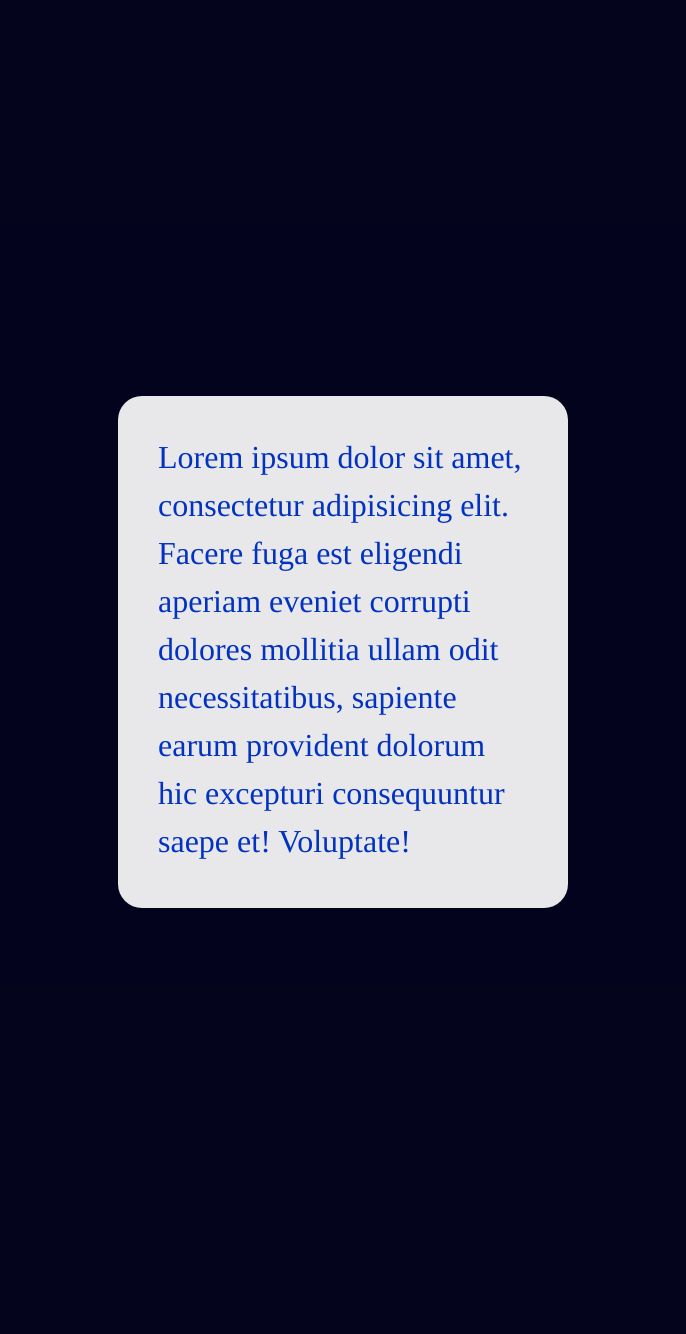 Lorem ipsum dolor sit amet,
consectetur adipisicing elit.
Facere fuga est eligendi
aperiam eveniet corrupti
dolores mollitia ullam odit
necessitatibus, sapiente
earum provident dolorum
hic excepturi consequuntur
saepe et! Voluptate!